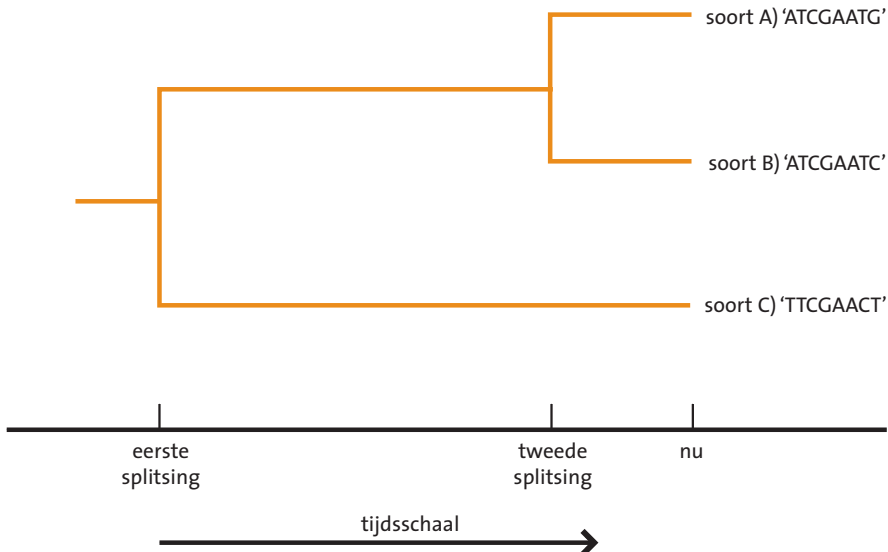 soort A) ‘ATCGAATG’
soort B) ‘ATCGAATC’
soort C) ‘TTCGAACT’
eerste
splitsing
tweede
splitsing
nu
tijdsschaal